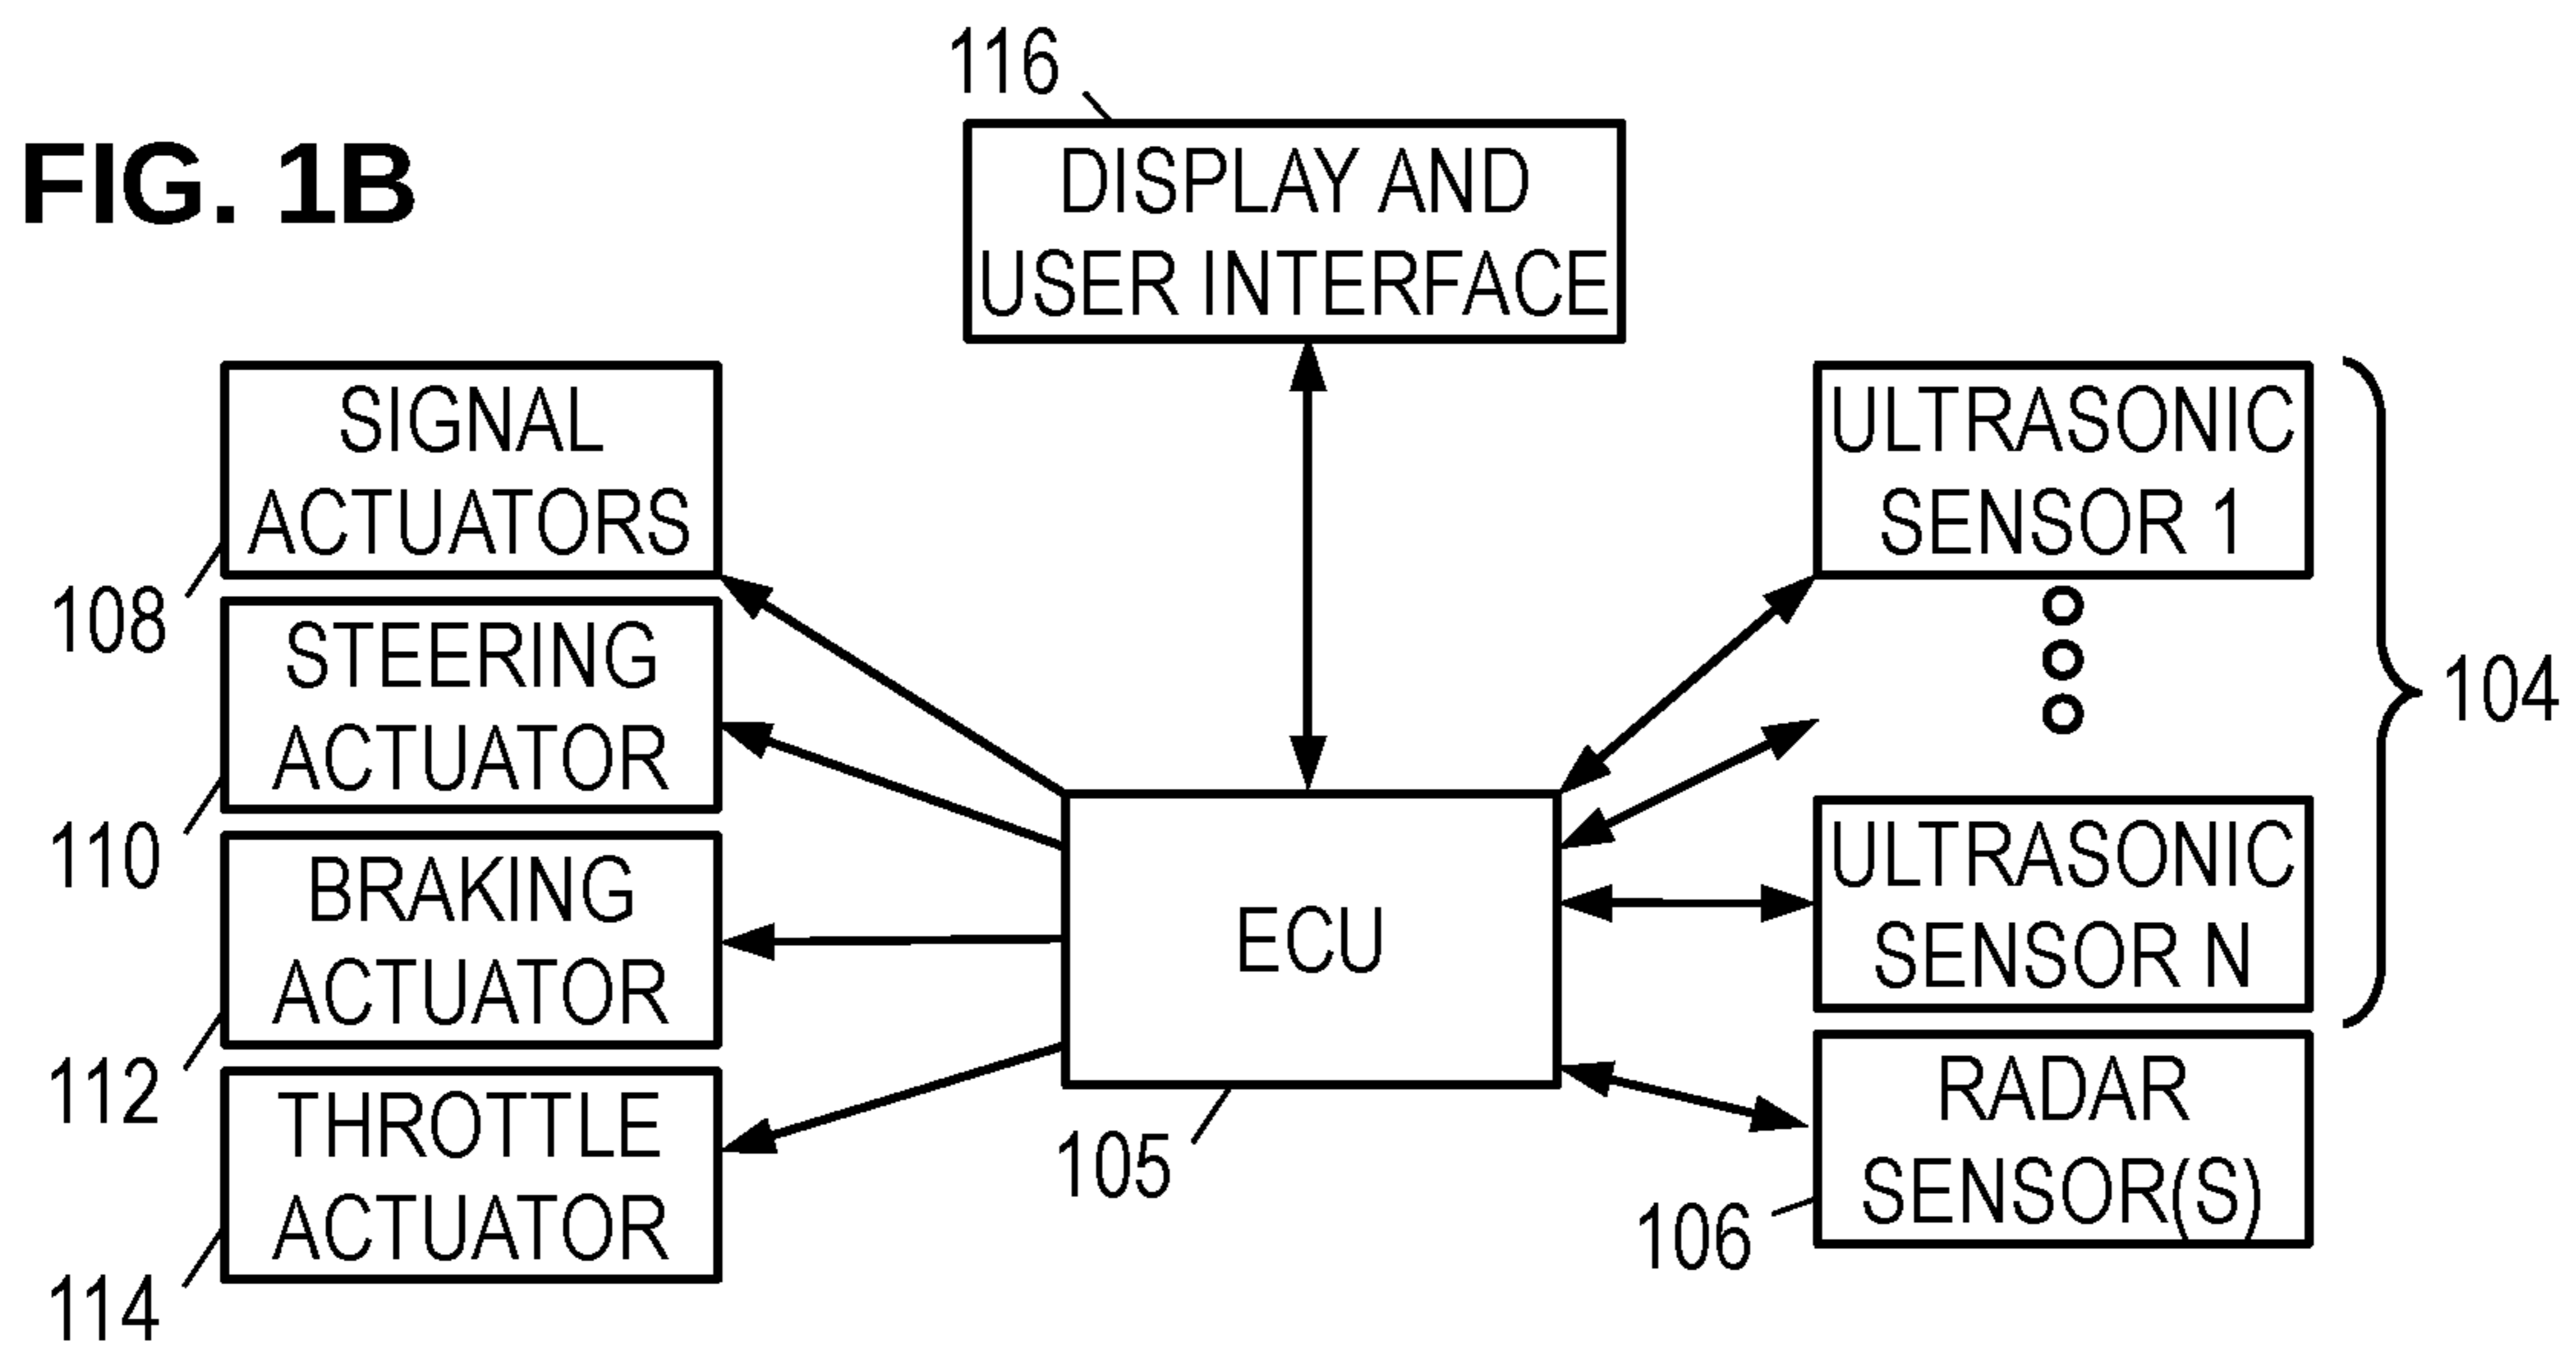 FIG. 1B
116
DISPLAY AND
USER INTERFACE
SIGNAL
ACTUATORS
108
STEERING
ACTUATOR
110
BRAKING
ACTUATOR
112
THROTTLE
ACTUATOR
114
ECU
105
ULTRASONIC
SENSOR 1
ULTRASONIC
SENSOR N
104
RADAR
SENSOR(S)
106